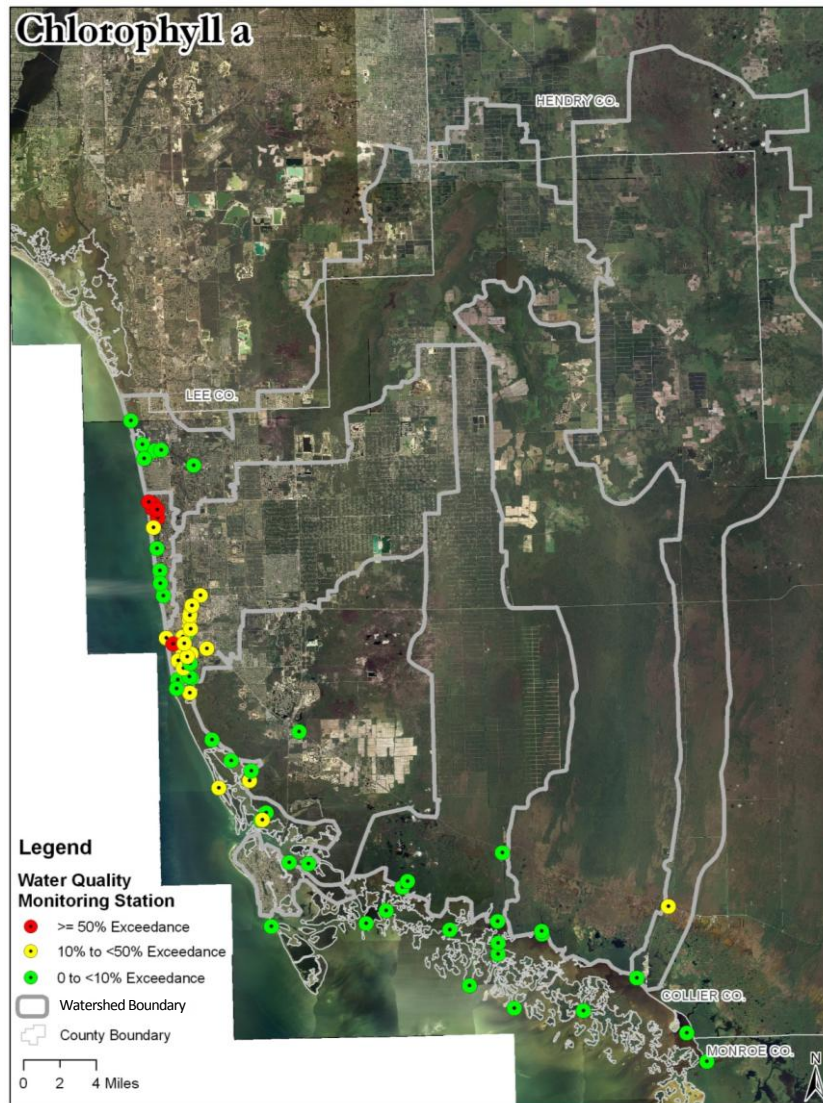 Chlorophyll a
HENDRY CO.
LEE CO.
Legend
Water Quality
Monitoring Station
>= 50% Exceedance
10% to <50% Exceedance
0 to <10% Exceedance
Watershed Boundary
County Boundary
0 2 4 Miles
COLLIER CO.
MONROE CO.
N